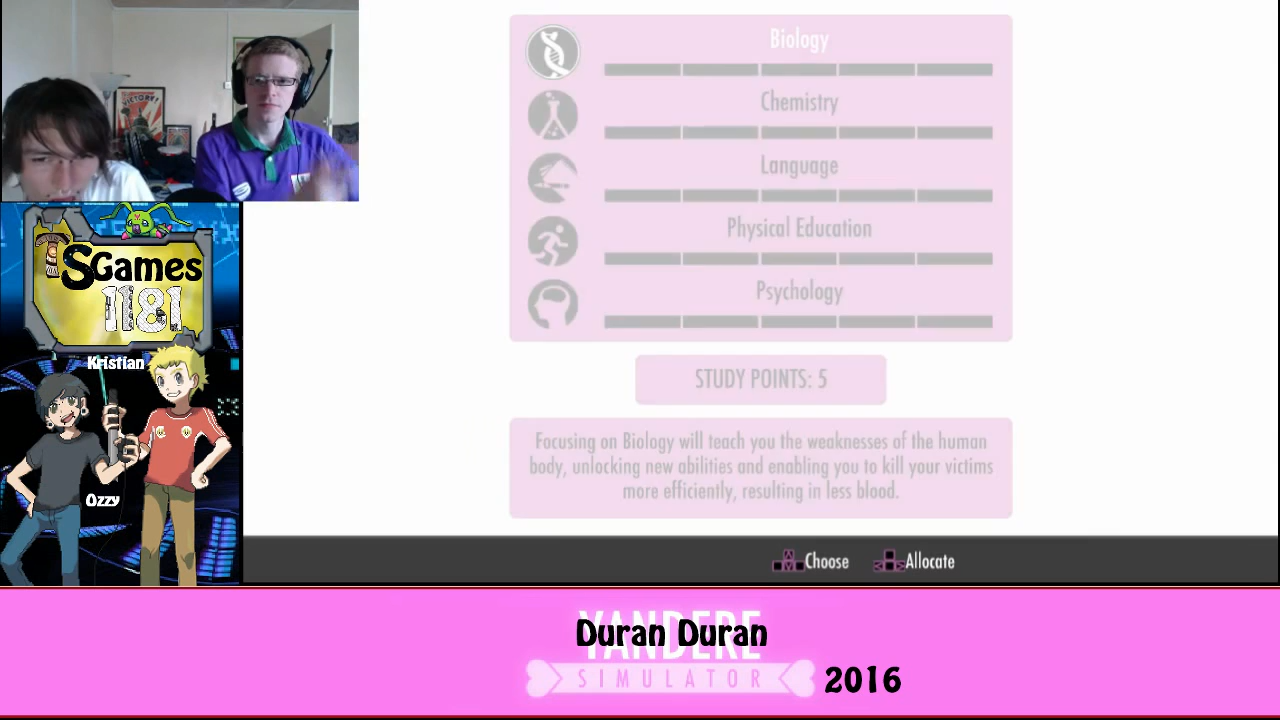 VICTORY!
SGames
1181
Kristian
Ozzy
Biology
Chemistry
Language
Physical Education
Psychology
STUDY POINTS: 5
Focusing on Biology will teach you the weaknesses of the human
body, unlocking new abilities and enabling you to kill your victims
more efficiently, resulting in less blood.
Choose
Allocate
YANDERE
Duran Duran
SIMULATOR
2016